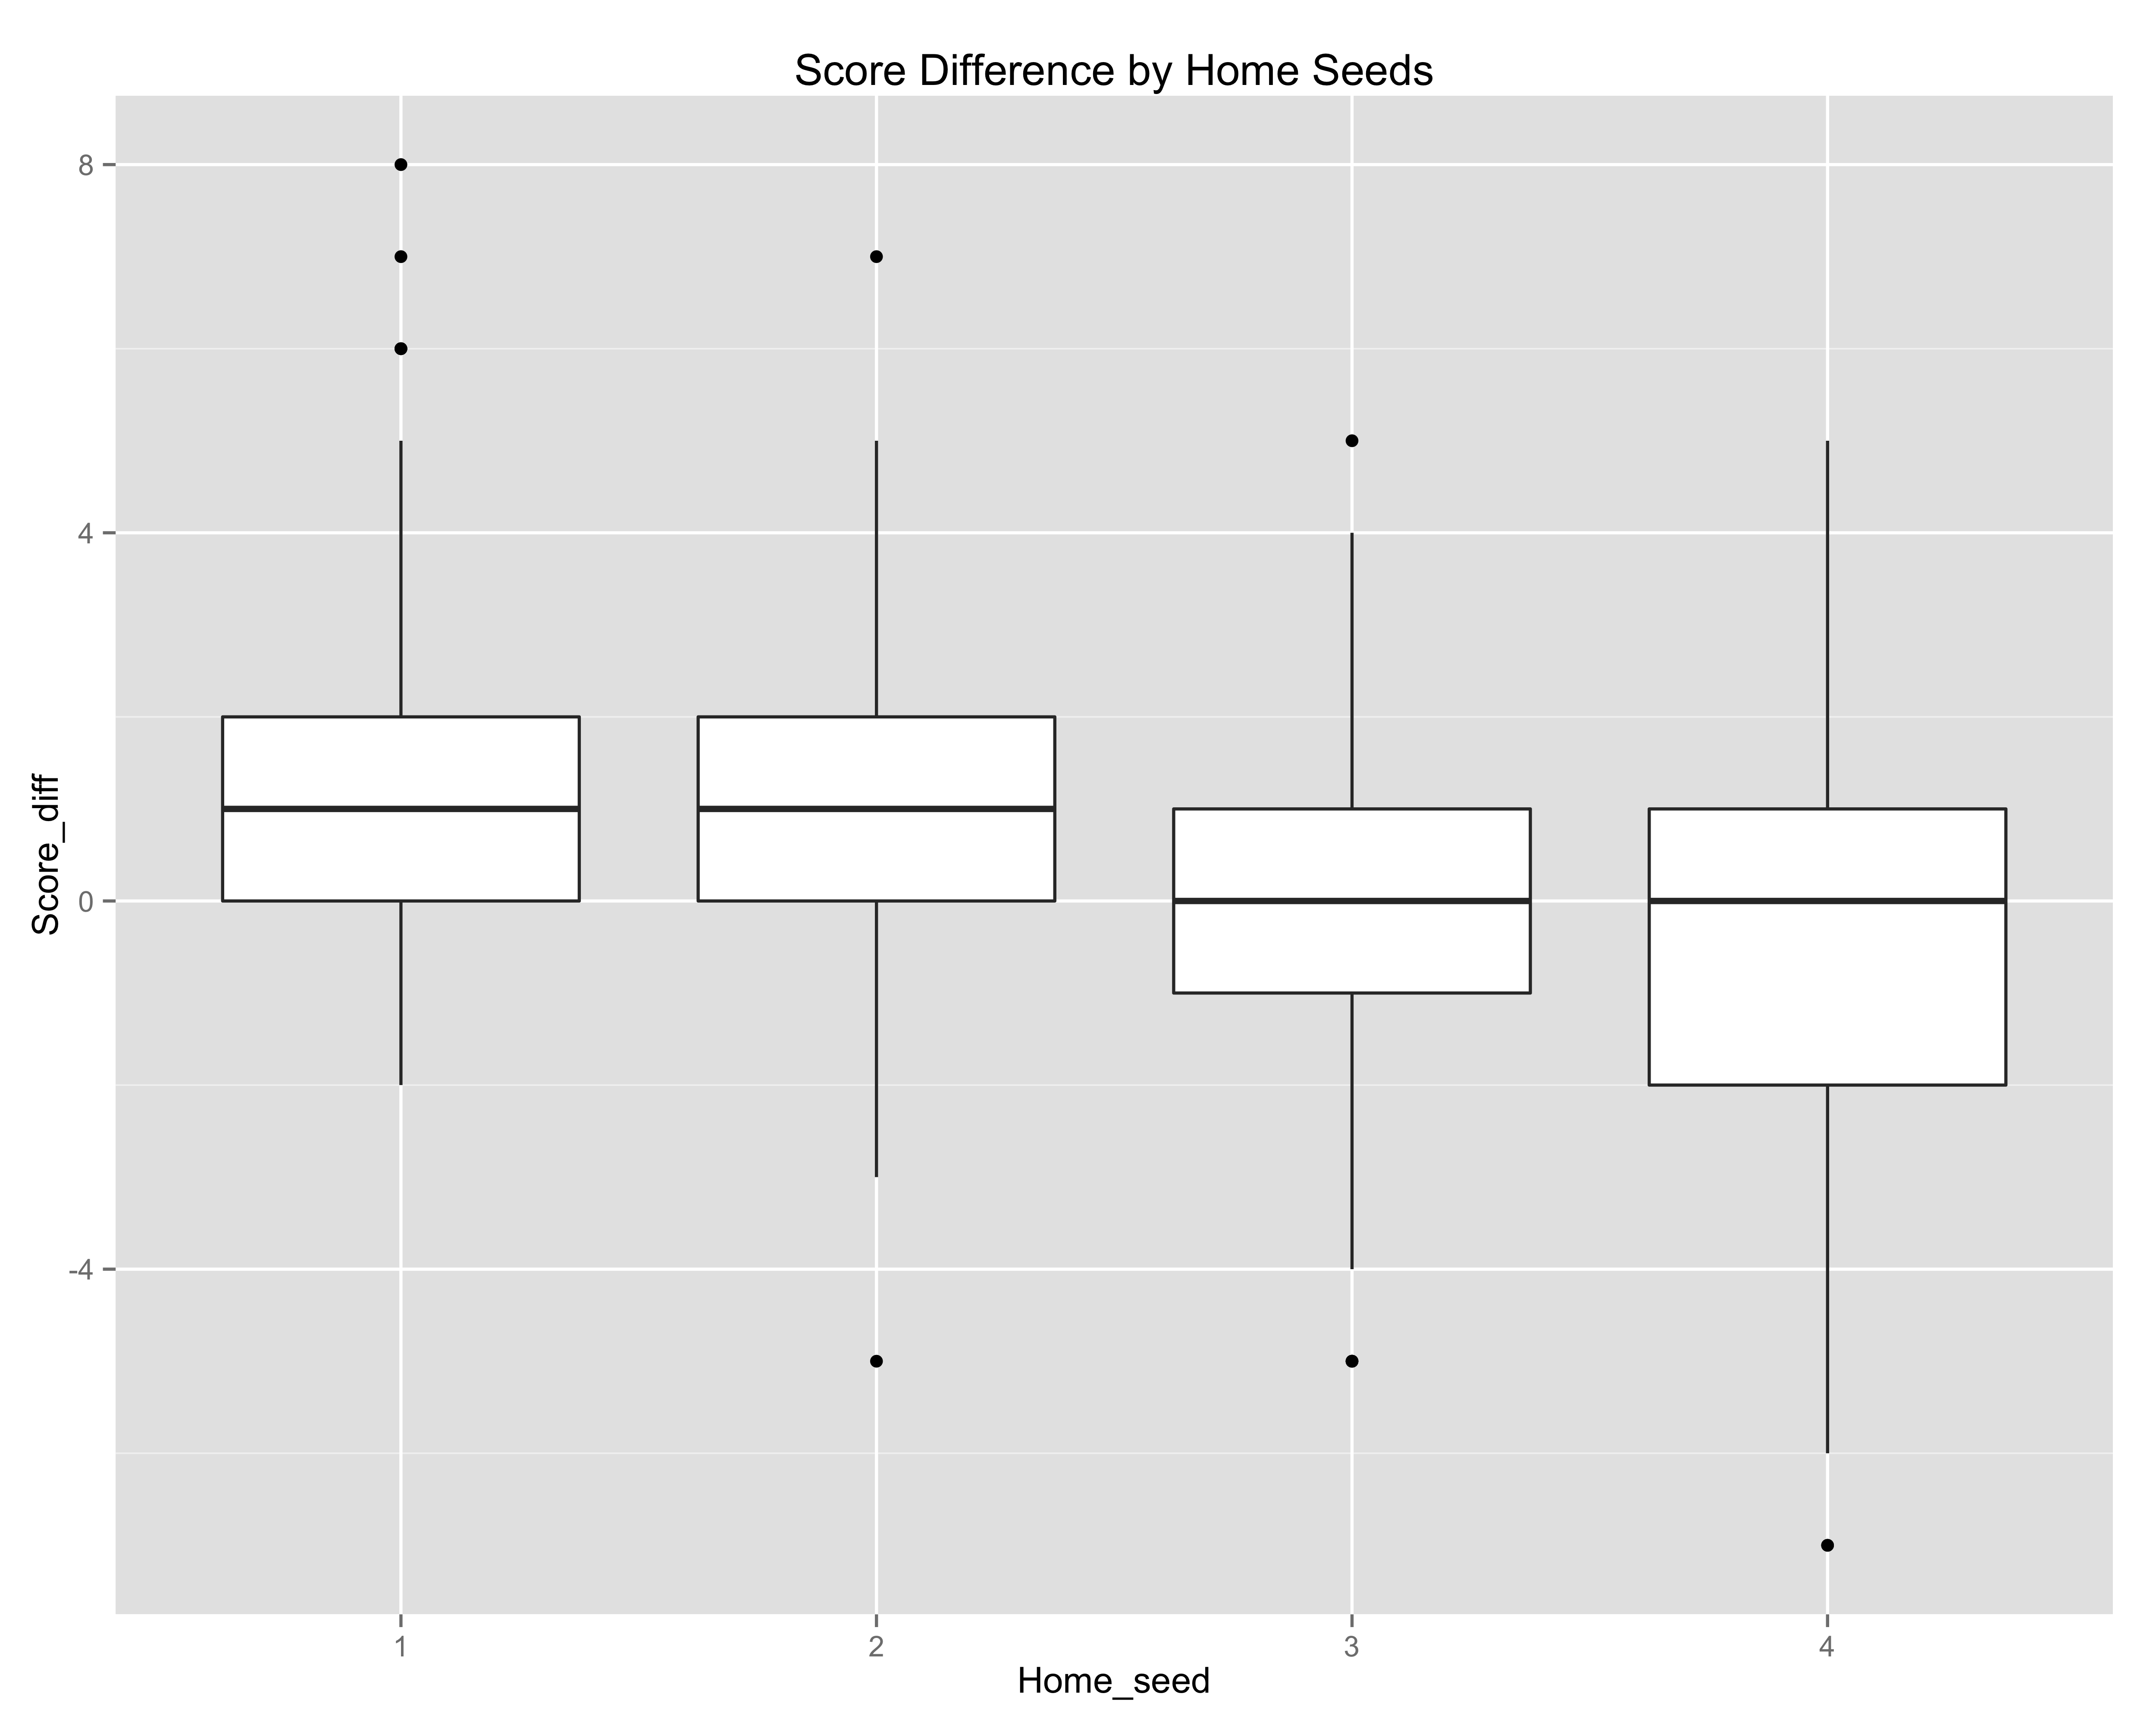 Score Difference by Home Seeds
8
4
0
-4
Score_diff
1 2 3 4
Home_seed